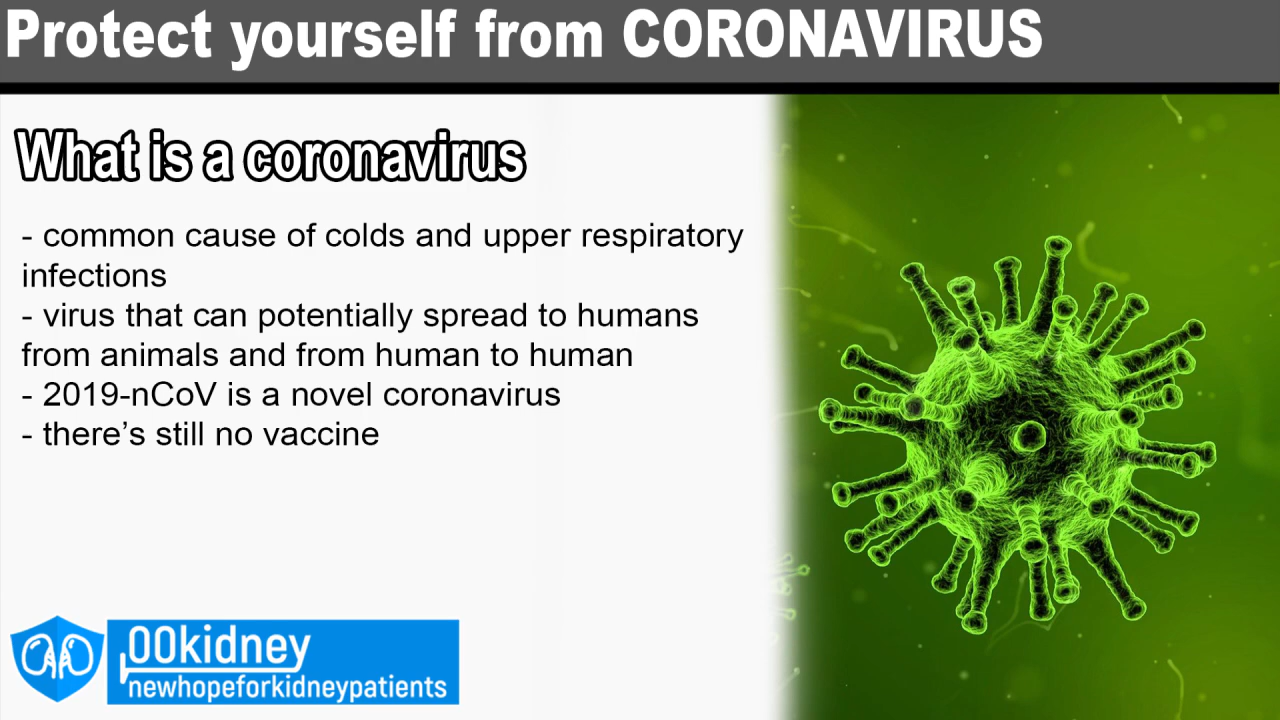 Protect yourself from CORONAVIRUS
What is a coronavirus
- common cause of colds and upper respiratory
infections
- virus that can potentially spread to humans
from animals and from human to human
- 2019-nCoV is a novel coronavirus
- there’s still no vaccine
00kidney
newhopeforkidneypatients